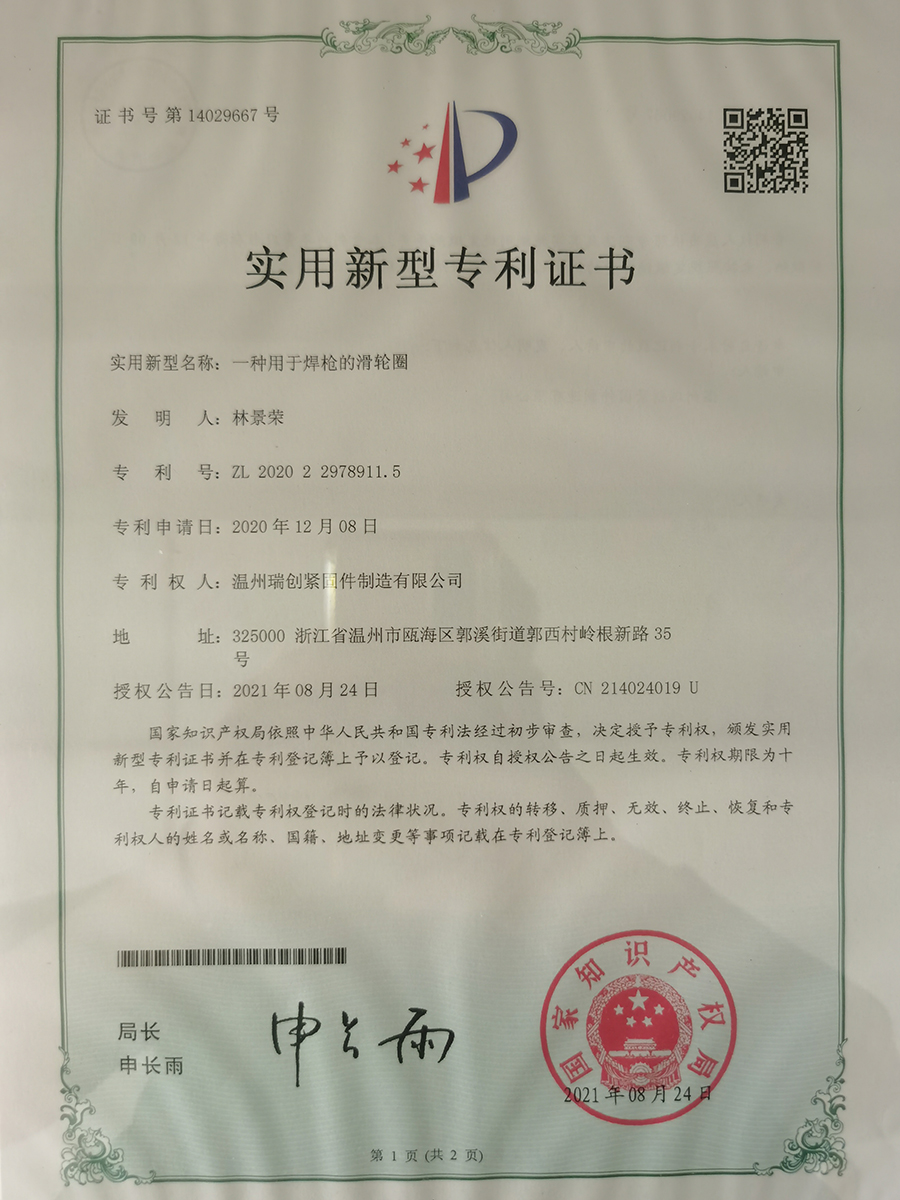 证书号第14029667号
实用新型专利证书
实用新型名称：一种用于焊枪的滑轮圈
发明人：林景荣
专利号：ZL 2020 2 2978911.5
专利申请日：2020年12月08日
专利权人：温州瑞创紧固件制造有限公司
地址：325000 浙江省温州市瓯海区郭溪街道郭西村岭根新路35
号
授权公告日：2021年08月24日 授权公告号：CN 214024019 U
国家知识产权局依照中华人民共和国专利法经过初步审查，决定授予专利权，颁发实用
新型专利证书并在专利登记簿上予以登记。专利权自授权公告之日起生效。专利权期限为十
年，自申请日起算。
专利证书记载专利权登记时的法律状况。专利权的转移、质押、无效、终止、恢复和专
利权人的姓名或名称、国籍、地址变更等事项记载在专利登记簿上。
局长
申长雨
申长雨
国家知识产权局
2021年08月24日
第1页(共2页)